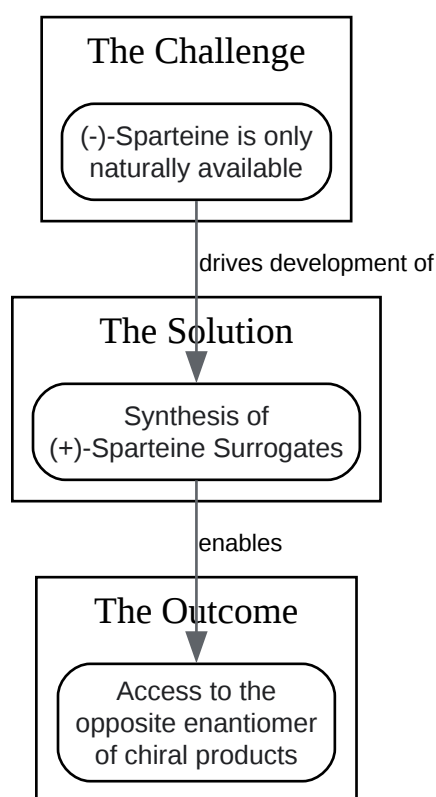 The Challenge
(-)-Sparteine is only
naturally available
drives development of
The Solution
Synthesis of
(+)-Sparteine Surrogates
enables
The Outcome
Access to the
opposite enantiomer
of chiral products